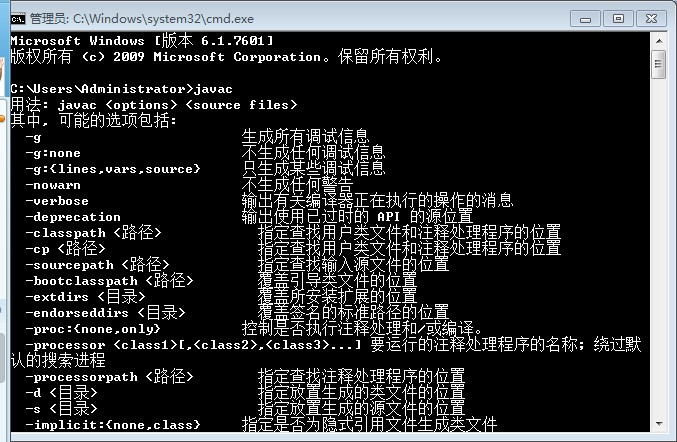 管理员: C:\Windows\system32\cmd.exe
Microsoft Windows [版本 6.1.7601]
版权所有 (c) 2009 Microsoft Corporation。保留所有权利。
C:\Users\Administrator>javac
用法: javac <options> <source files>
其中, 可能的选项包括:
-g 生成所有调试信息
-g:none 不生成任何调试信息
-g:{lines,vars,source} 只生成某些调试信息
-nowarn 不生成任何警告
-verbose 输出有关编译器正在执行的操作的消息
-deprecation 输出使用已过时的 API 的源位置
-classpath <路径> 指定查找用户类文件和注释处理程序的位置
-cp <路径> 指定查找用户类文件和注释处理程序的位置
-sourcepath <路径> 指定查找输入源文件的位置
-bootclasspath <路径> 覆盖引导类文件的位置
-extdirs <目录> 覆盖所安装扩展的位置
-endorseddirs <目录> 覆盖签名的标准路径的位置
-proc:{none,only} 控制是否执行注释处理和/或编译。
-processor <class1>[,<class2>,<class3>...] 要运行的注释处理程序的名称; 绕过默
认的搜索进程
-processorpath <路径> 指定查找注释处理程序的位置
-d <目录> 指定放置生成的类文件的位置
-s <目录> 指定放置生成的源文件的位置
-implicit:{none,class} 指定是否为隐式引用文件生成类文件